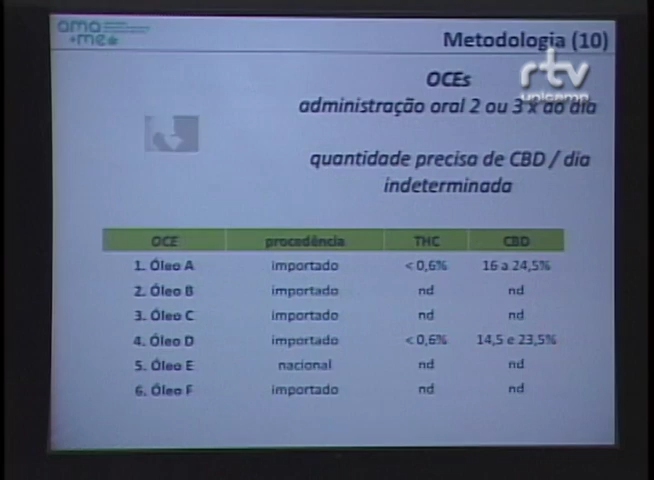 ama
+me
Metodologia (10)
rtv
unicamp
OCEs
administração oral 2 ou 3 x ao dia
quantidade precisa de CBD / dia
indeterminada
OCE procedência THC CBD
1. Óleo A importado < 0,6% 16 a 24,5%
2. Óleo B importado nd nd
3. Óleo C importado nd nd
4. Óleo D importado < 0,6% 14,5 e 23,5%
5. Óleo E nacional nd nd
6. Óleo F importado nd nd